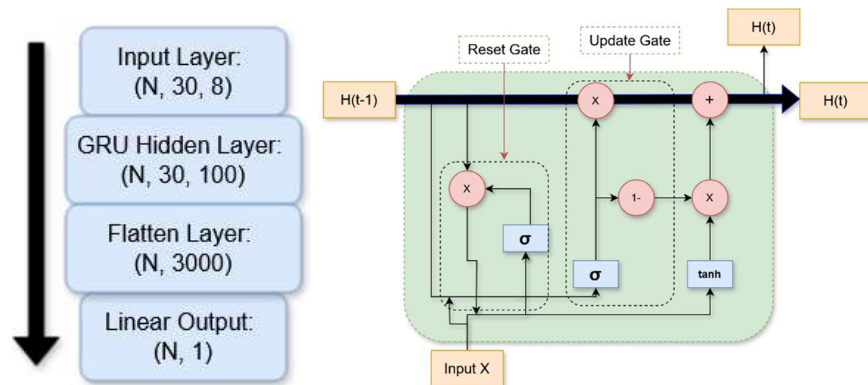 Input Layer:
(N, 30, 8)
GRU Hidden Layer:
(N, 30, 100)
Flatten Layer:
(N, 3000)
Linear Output:
(N, 1)
H(t)
Reset Gate
Update Gate
H(t-1)
X
+
H(t)
X
1-
X
σ
σ
tanh
Input X